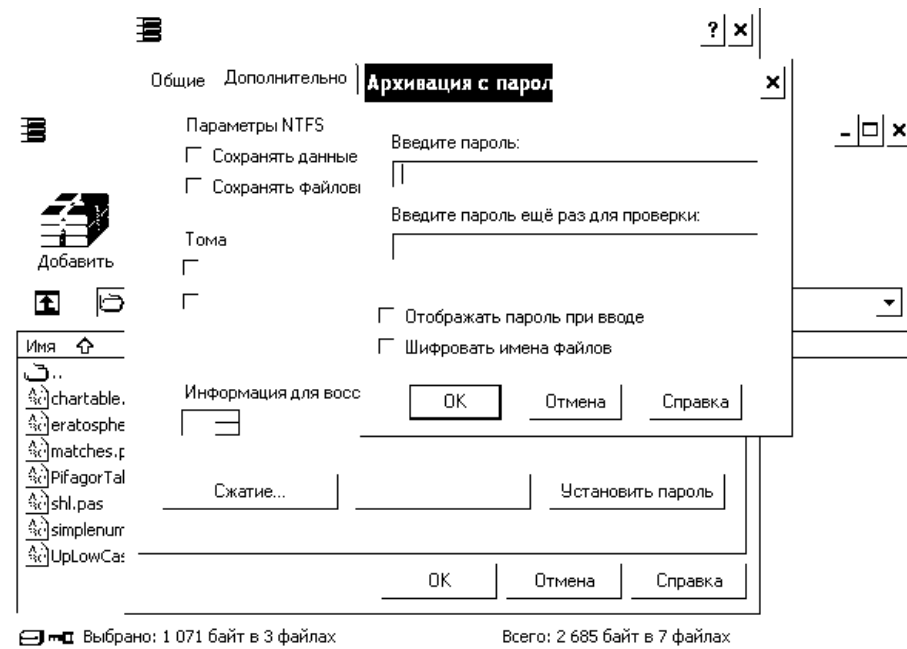 ?
Общие Дополнительно
Архивация с парол
Параметры NTFS
Сохранять данные
Сохранять файловы
Введите пароль:
Введите пароль ещё раз для проверки:
Тома
Добавить
Отображать пароль при вводе
Шифровать имена файлов
Имя
..
chartable.
eratosphe
matches.p
PifagorTal
shl.pas
simplenum
UpLowCas
Информация для восс
OK Отмена Справка
Сжатие... Установить пароль
OK Отмена Справка
Выбрано: 1 071 байт в 3 файлах Всего: 2 685 байт в 7 файлах